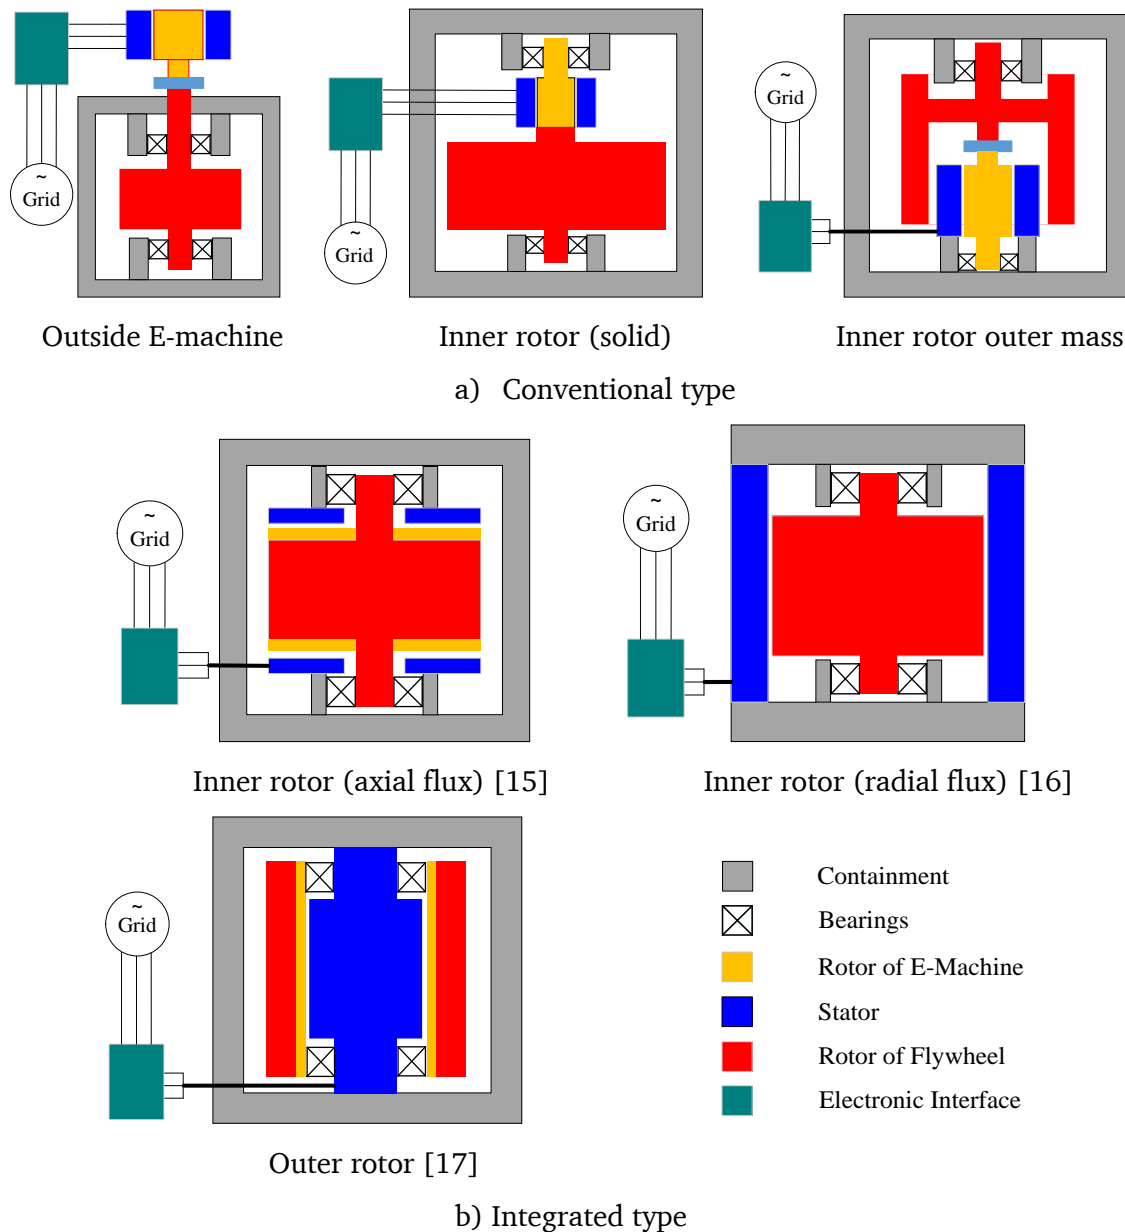 ~
Grid
~
Grid
~
Grid
Outside E-machine
Inner rotor (solid)
Inner rotor outer mass
a) Conventional type
~
Grid
~
Grid
Inner rotor (axial flux) [15]
Inner rotor (radial flux) [16]
~
Grid
Containment
Bearings
Rotor of E-Machine
Stator
Rotor of Flywheel
Electronic Interface
Outer rotor [17]
b) Integrated type